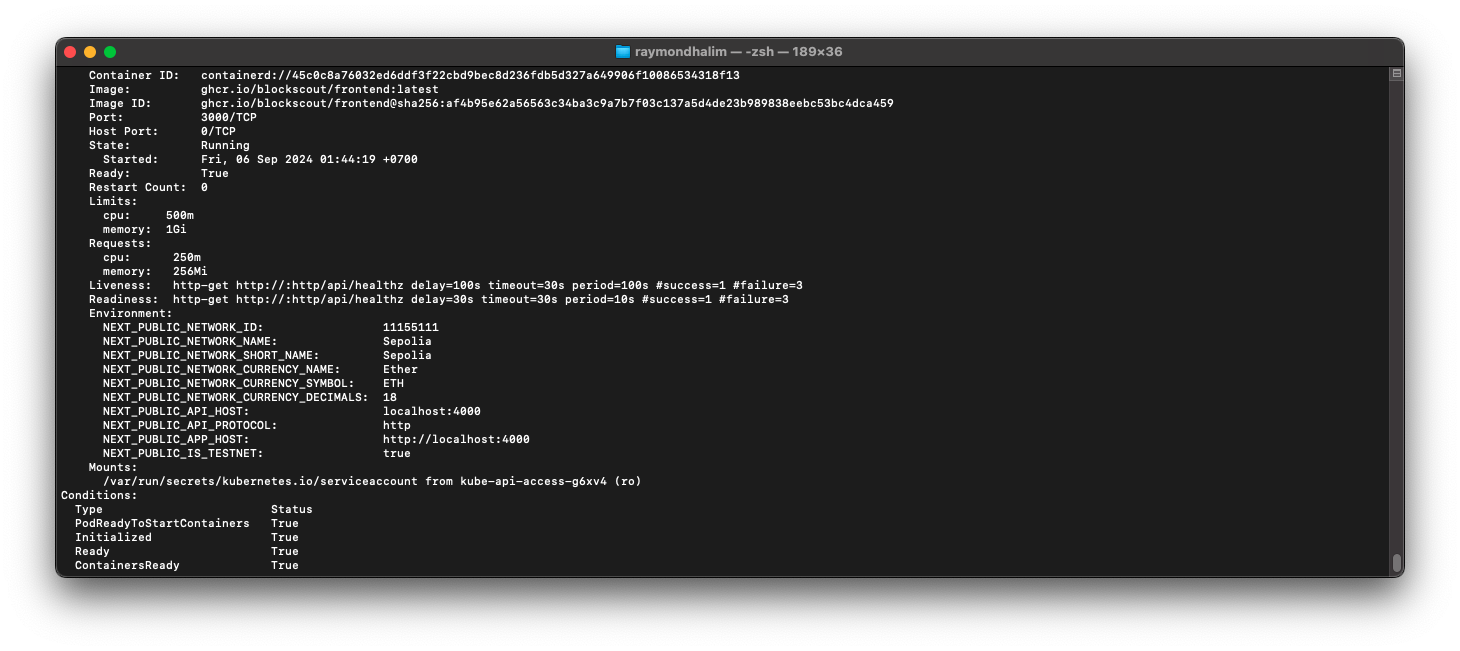 raymondhalim — -zsh — 189×36
Container ID:   containerd://45c0c8a76032ed6ddf3f22cbd9bec8d236fdb5d327a649906f10086534318f13
Image:          ghcr.io/blockscout/frontend:latest
Image ID:       ghcr.io/blockscout/frontend@sha256:af4b95e62a56563c34ba3c9a7b7f03c137a5d4de23b989838eebc53bc4dca459
Port:           3000/TCP
Host Port:      0/TCP
State:          Running
Started:      Fri, 06 Sep 2024 01:44:19 +0700
Ready:          True
Restart Count:  0
Limits:
cpu:     500m
memory:  1Gi
Requests:
cpu:      250m
memory:   256Mi
Liveness:   http-get http://:http/api/healthz delay=100s timeout=30s period=100s #success=1 #failure=3
Readiness:  http-get http://:http/api/healthz delay=30s timeout=30s period=10s #success=1 #failure=3
Environment:
NEXT_PUBLIC_NETWORK_ID:                 11155111
NEXT_PUBLIC_NETWORK_NAME:               Sepolia
NEXT_PUBLIC_NETWORK_SHORT_NAME:         Sepolia
NEXT_PUBLIC_NETWORK_CURRENCY_NAME:      Ether
NEXT_PUBLIC_NETWORK_CURRENCY_SYMBOL:    ETH
NEXT_PUBLIC_NETWORK_CURRENCY_DECIMALS:  18
NEXT_PUBLIC_API_HOST:                   localhost:4000
NEXT_PUBLIC_API_PROTOCOL:               http
NEXT_PUBLIC_APP_HOST:                   http://localhost:4000
NEXT_PUBLIC_IS_TESTNET:                 true
Mounts:
/var/run/secrets/kubernetes.io/serviceaccount from kube-api-access-g6xv4 (ro)
Conditions:
Type                        Status
PodReadyToStartContainers   True
Initialized                 True
Ready                       True
ContainersReady             True